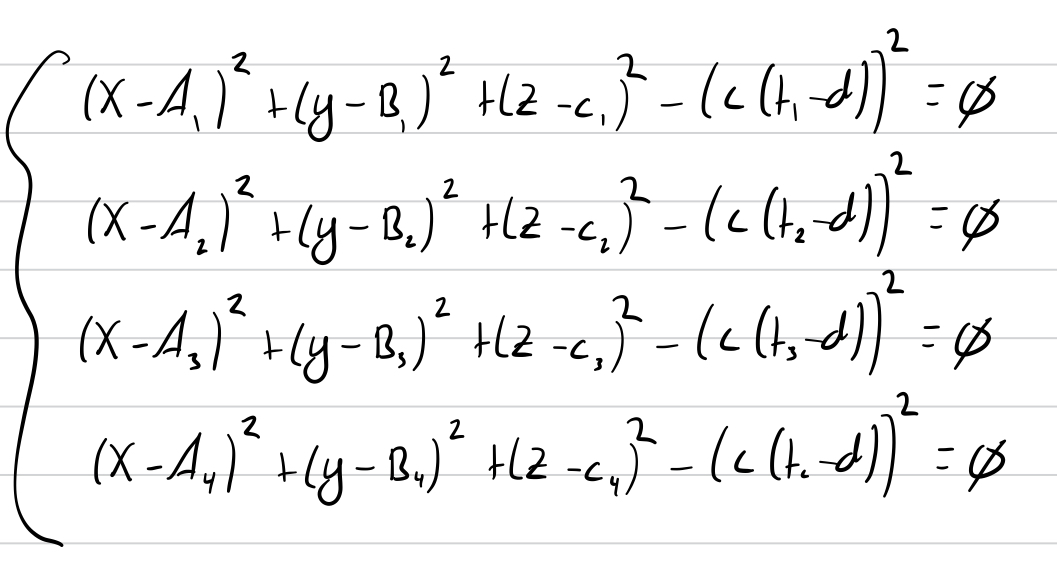 (x-A₁)² + (y-B₁)² + (z-c₁)² - (c(t₁-d))² = ∅
(x-A₂)² + (y-B₂)² + (z-c₂)² - (c(t₂-d))² = ∅
(x-A₃)² + (y-B₃)² + (z-c₃)² - (c(t₃-d))² = ∅
(x-A₄)² + (y-B₄)² + (z-c₄)² - (c(t꜀-d))² = ∅